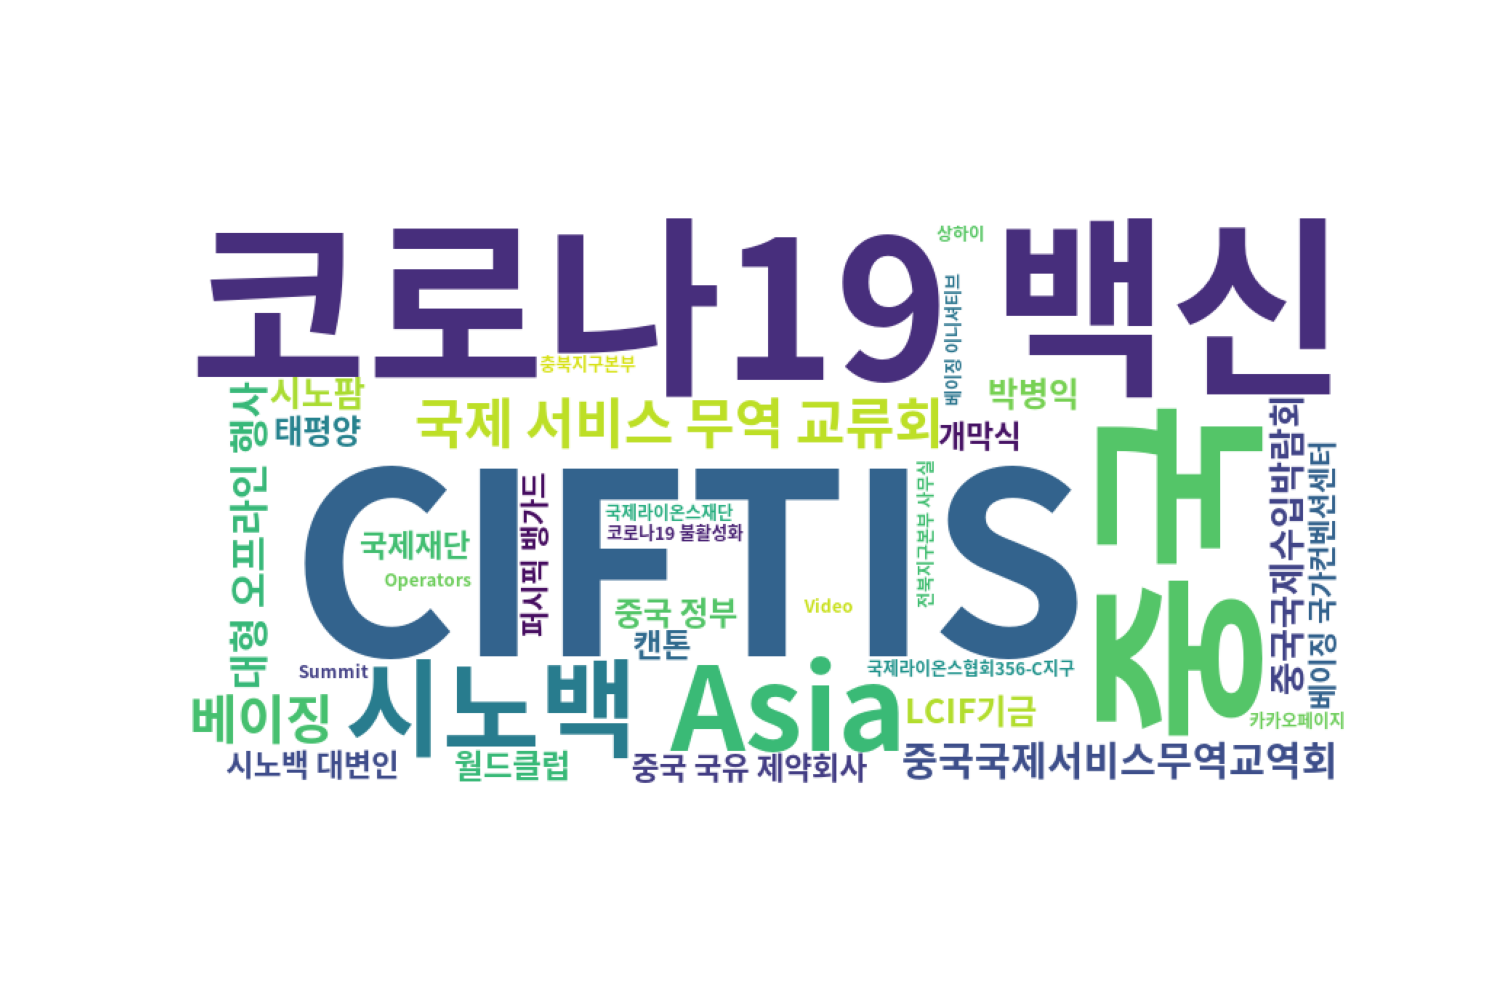 코로나19 백신
상하이
베이징 이니셔티브
충북지구본부
시노팜
대형 오프라인 행사
태평양
국제 서비스 무역 교류회
박병익
개막식
중국
중국국제수입박람회
베이징 국가컨벤션센터
CIFTIS
퍼시픽 뱅가드
국제라이온스재단
코로나19 불활성화
전북지구본부 사무실
국제재단
Operators
중국 정부
Video
캔톤
Summit
시노백
Asia
국제라이온스협회356-C지구
베이징
LCIF기금
카카오페이지
시노백 대변인
월드클럽
중국 국유 제약회사
중국국제서비스무역교역회